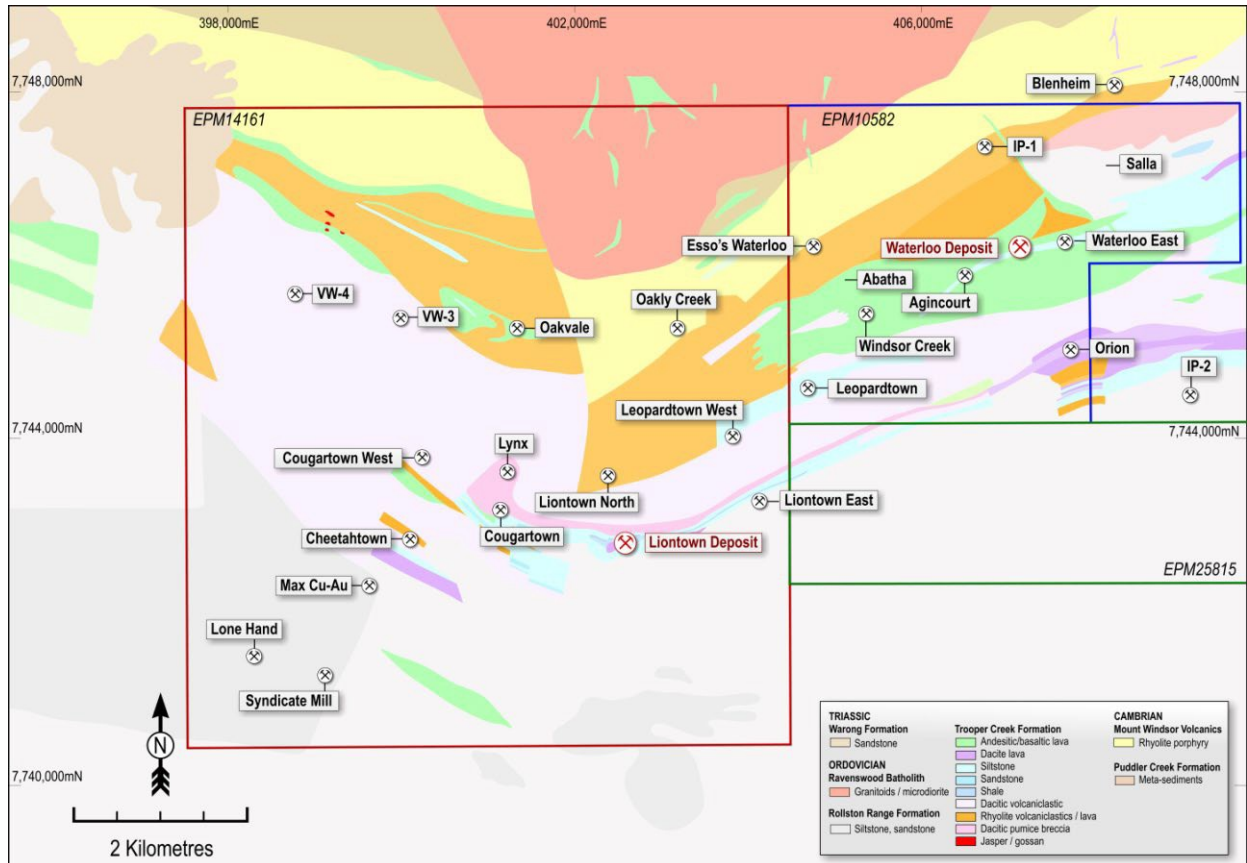 398,000mE
402,000mE
406,000mE
7,748,000mN
7,748,000mN
Blenheim
EPM14161
EPM10582
IP-1
Salla
Esso's Waterloo
Waterloo Deposit
Waterloo East
Abatha
Agincourt
VW-4
VW-3
Oakvale
Oakly Creek
Windsor Creek
Orion
IP-2
Leopardtown
Leopardtown West
7,744,000mN
7,744,000mN
Cougartown West
Lynx
Liontown North
Liontown East
Cheetahtown
Cougartown
Liontown Deposit
Max Cu-Au
EPM25815
Lone Hand
Syndicate Mill
N
7,740,000mN
2 Kilometres
TRIASSIC
Warong Formation
Sandstone
ORDOVICIAN
Ravenswood Batholith
Granitoids / microdiorite
Rollston Range Formation
Siltstone, sandstone
Trooper Creek Formation
Andesitic/basaltic lava
Dacite lava
Siltstone
Sandstone
Shale
Dacitic volcaniclastic
Rhyolite volcaniclastics / lava
Dacitic pumice breccia
Jasper / gossan
CAMBRIAN
Mount Windsor Volcanics
Rhyolite porphyry
Puddler Creek Formation
Meta-sediments